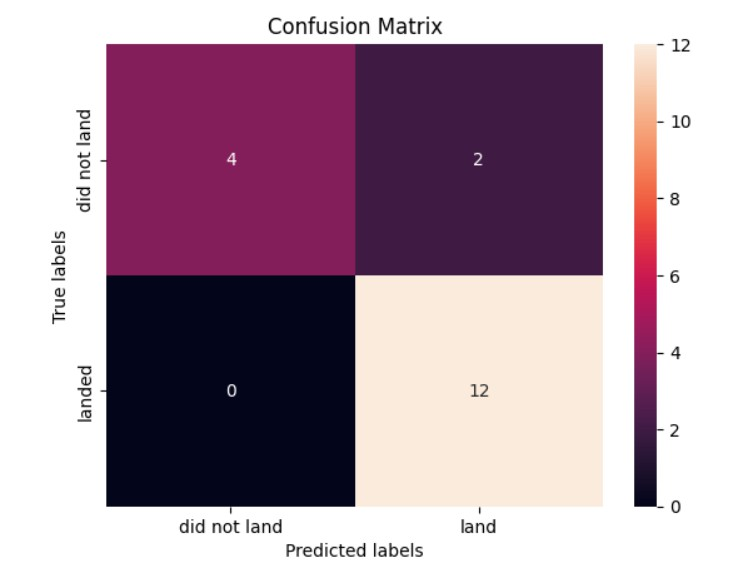 Confusion Matrix
True labels
did not land
landed
4
2
0
12
did not land
land
Predicted labels
12
10
8
6
4
2
0